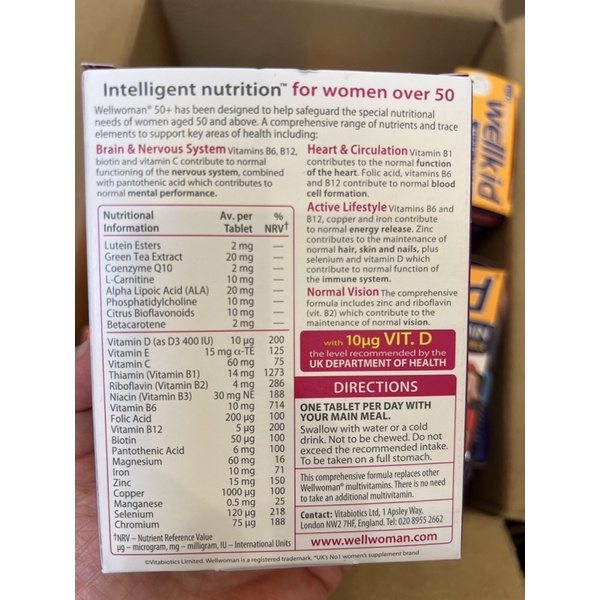 Intelligent nutrition™ for women over 50
Wellwoman® 50+ has been designed to help safeguard the special nutritional
needs of women aged 50 and above. A comprehensive range of nutrients and trace
elements to support key areas of health including:
Brain & Nervous System Vitamins B6, B12,
biotin and vitamin C contribute to normal
functioning of the nervous system, combined
with pantothenic acid which contributes to
normal mental performance.
Nutritional Av. per %
Information Tablet NRV†
Lutein Esters 2 mg —
Green Tea Extract 20 mg —
Coenzyme Q10 2 mg —
L-Carnitine 10 mg —
Alpha Lipoic Acid (ALA) 20 mg —
Phosphatidylcholine 10 mg —
Citrus Bioflavonoids 10 mg —
Betacarotene 2 mg —
Vitamin D (as D3 400 IU) 10 µg 200
Vitamin E 15 mg α-TE 125
Vitamin C 60 mg 75
Thiamin (Vitamin B1) 14 mg 1273
Riboflavin (Vitamin B2) 4 mg 286
Niacin (Vitamin B3) 30 mg NE 188
Vitamin B6 10 mg 714
Folic Acid 200 µg 100
Vitamin B12 5 µg 200
Biotin 50 µg 100
Pantothenic Acid 6 mg 100
Magnesium 60 mg 16
Iron 10 mg 71
Zinc 15 mg 150
Copper 1000 µg 100
Manganese 0.5 mg 25
Selenium 120 µg 218
Chromium 75 µg 188
†NRV – Nutrient Reference Value
µg – microgram, mg – milligram, IU – International Units
Heart & Circulation Vitamin B1
contributes to the normal function
of the heart. Folic acid, vitamins B6
and B12 contribute to normal blood
cell formation.
Active Lifestyle Vitamins B6 and
B12, copper and iron contribute
to normal energy release. Zinc
contributes to the maintenance of
normal hair, skin and nails, plus
selenium and vitamin D which
contribute to normal function of
the immune system.
Normal Vision The comprehensive
formula includes zinc and riboflavin
(vit. B2) which contribute to the
maintenance of normal vision.
with 10µg VIT. D
the level recommended by the
UK DEPARTMENT OF HEALTH
DIRECTIONS
ONE TABLET PER DAY WITH
YOUR MAIN MEAL.
Swallow with water or a cold
drink. Not to be chewed. Do not
exceed the recommended intake.
To be taken on a full stomach.
This comprehensive formula replaces other
Wellwoman® multivitamins. There is no need
to take an additional multivitamin.
Contact: Vitabiotics Ltd, 1 Apsley Way,
London NW2 7HF, England. Tel: 020 8955 2662
www.wellwoman.com
©Vitabiotics Limited. Wellwoman is a registered trademark. *UK's No1 women's supplement brand
wellkid